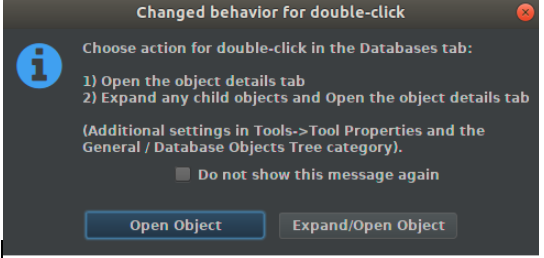 Changed behavior for double-click
Choose action for double-click in the Databases tab:
1) Open the object details tab
2) Expand any child objects and Open the object details tab
(Additional settings in Tools->Tool Properties and the
General / Database Objects Tree category).
Do not show this message again
Open Object
Expand/Open Object